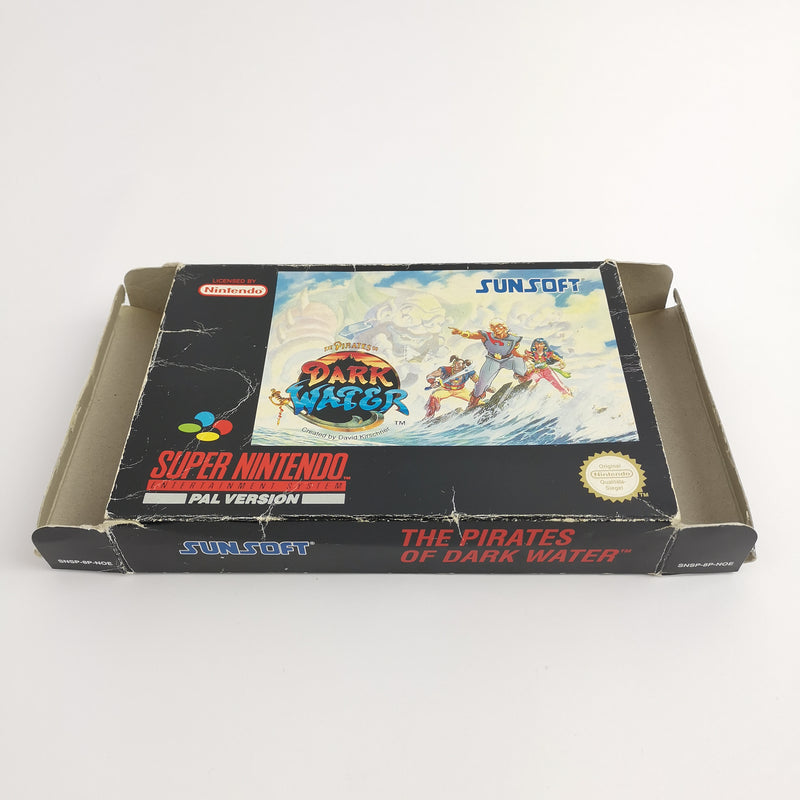 LICENSED BY
Nintendo
SUNSOFT®
THE PIRATES OF
DARK
WATER
TM
Created by David Kirschner
SUPER NINTENDO™
ENTERTAINMENT SYSTEM
PAL VERSION
Original
Nintendo
Qualitäts-
Siegel
TM
SNSP-8P-NOE
SUNSOFT®
THE PIRATES
OF DARK WATER™
SNSP-8P-NOE